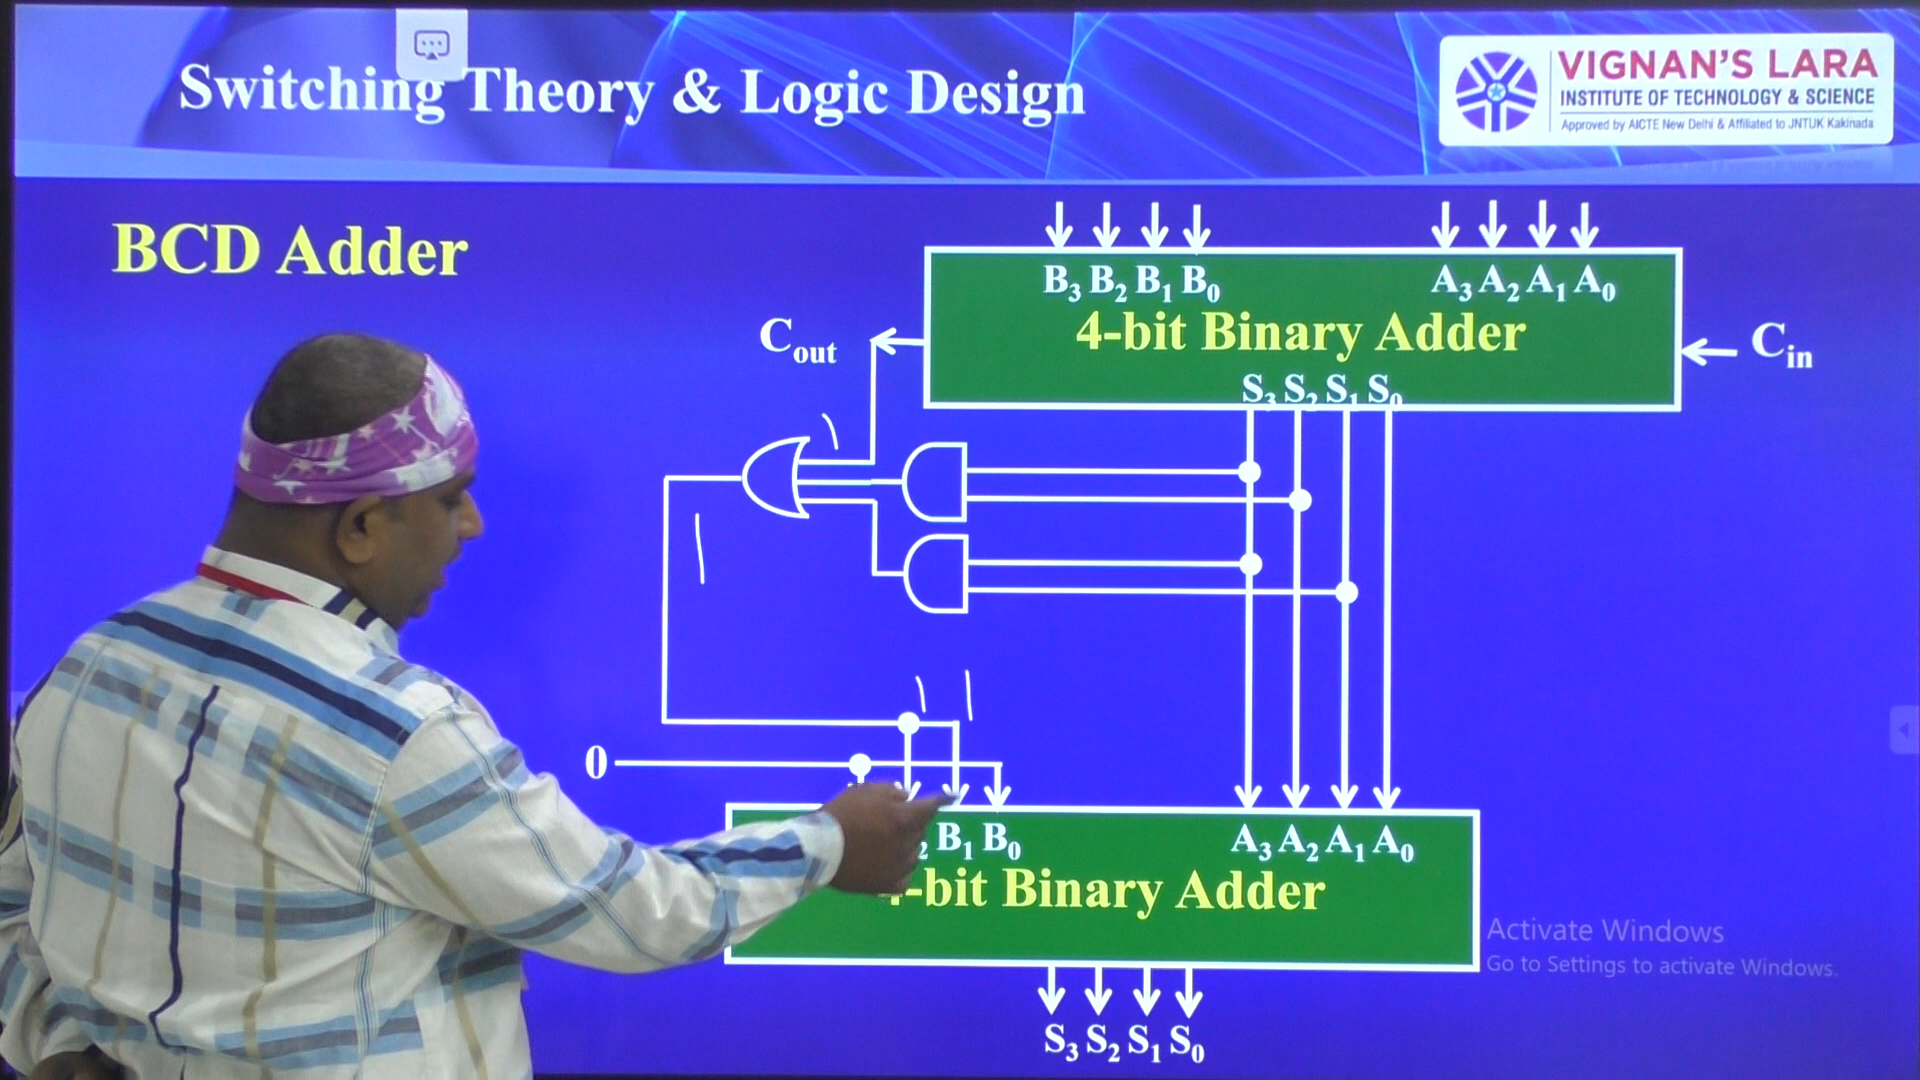 Switching Theory & Logic Design
VIGNAN'S LARA
INSTITUTE OF TECHNOLOGY & SCIENCE
Approved by AICTE New Delhi & Affiliated to JNTUK Kakinada
BCD Adder
B3 B2 B1 B0 A3 A2 A1 A0
4-bit Binary Adder
Cout
Cin
S3 S2 S1 S0
0
2 B1 B0 A3 A2 A1 A0
4-bit Binary Adder
S3 S2 S1 S0
Activate Windows
Go to Settings to activate Windows.